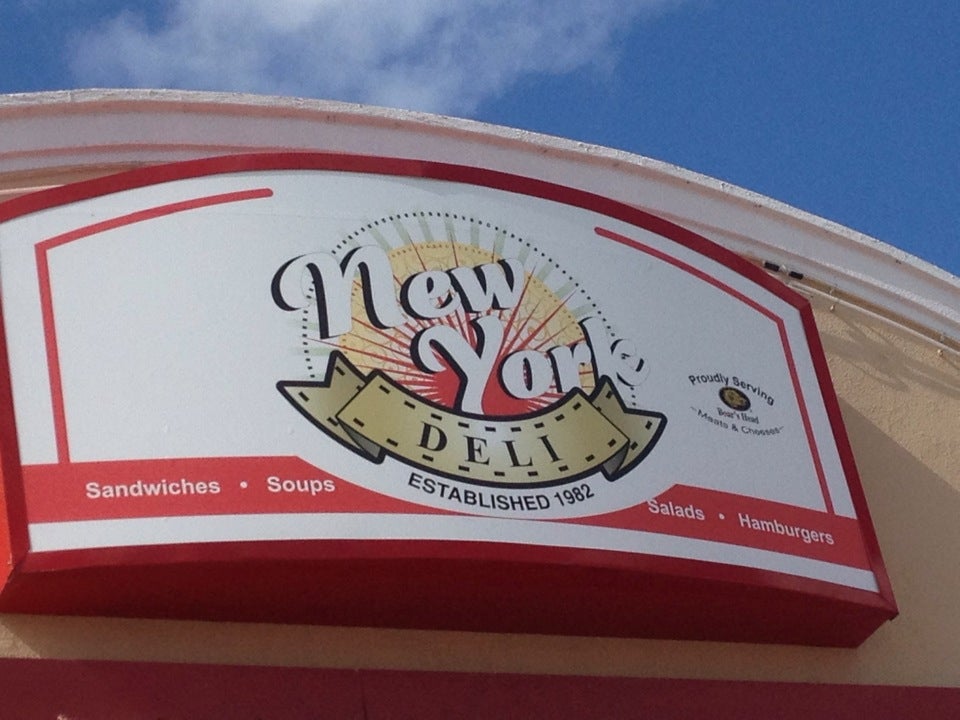 New
York
DELI
ESTABLISHED 1982
Sandwiches • Soups
Salads • Hamburgers
Proudly Serving
Boar's Head
~Meats & Cheeses~